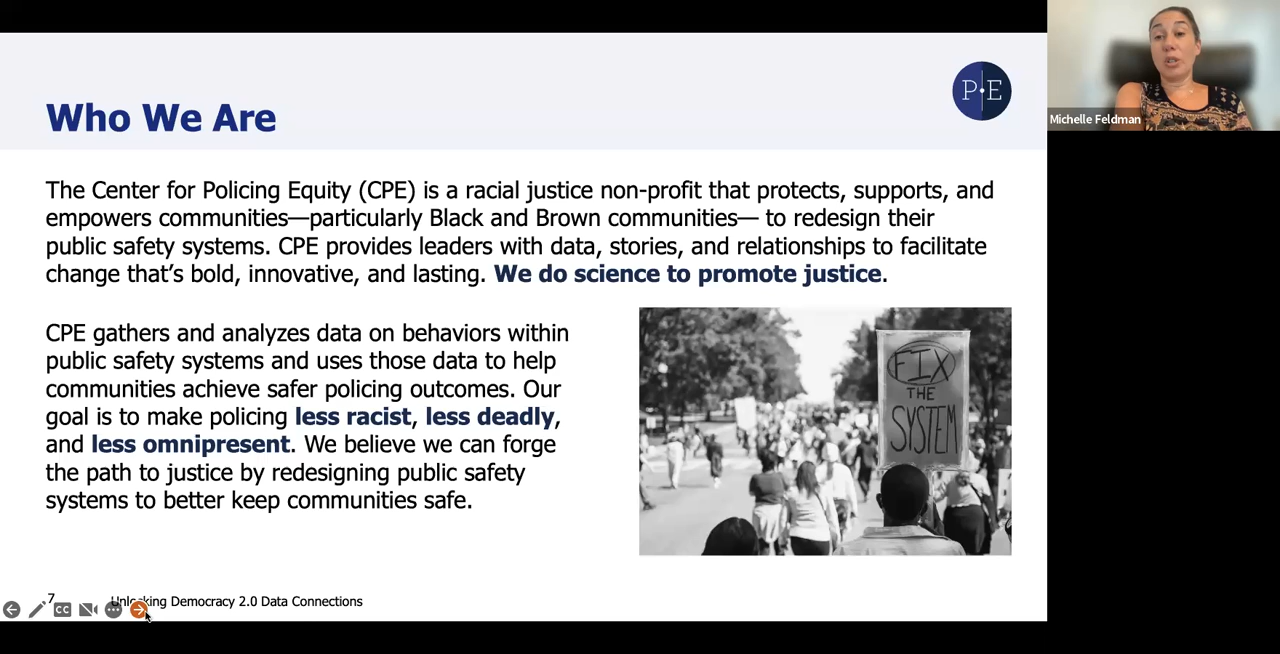 Who We Are
P E
Michelle Feldman
The Center for Policing Equity (CPE) is a racial justice non-profit that protects, supports, and
empowers communities—particularly Black and Brown communities— to redesign their
public safety systems. CPE provides leaders with data, stories, and relationships to facilitate
change that’s bold, innovative, and lasting. We do science to promote justice.
CPE gathers and analyzes data on behaviors within
public safety systems and uses those data to help
communities achieve safer policing outcomes. Our
goal is to make policing less racist, less deadly,
and less omnipresent. We believe we can forge
the path to justice by redesigning public safety
systems to better keep communities safe.
FIX
THE
SYSTEM
7
Unlocking Democracy 2.0 Data Connections
CC